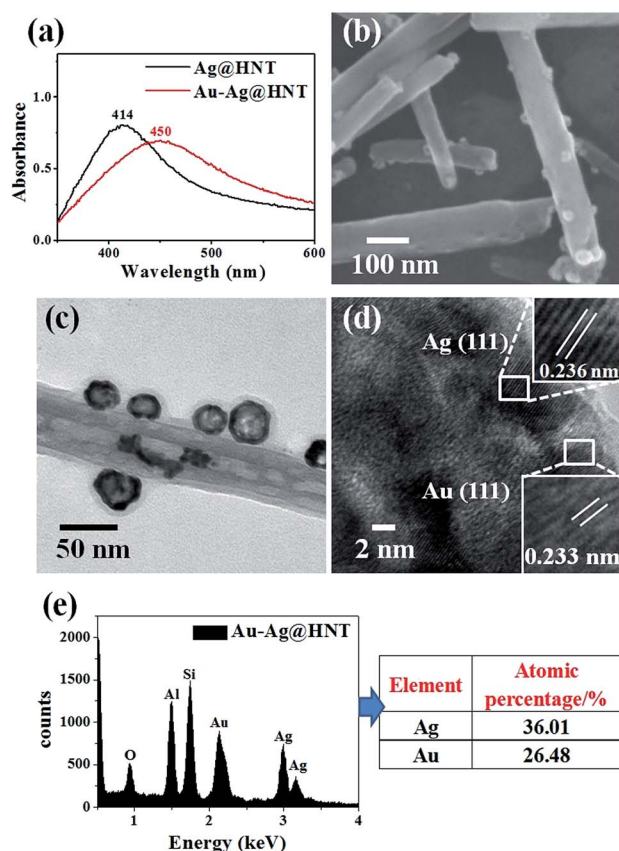 (a)
Ag@HNT
Au-Ag@HNT
414
450
Absorbance
1.0
0.5
0.0
400
500
600
Wavelength (nm)
(b)
100 nm
(c)
50 nm
(d)
Ag (111)
0.236 nm
Au (111)
2 nm
0.233 nm
(e)
Au-Ag@HNT
counts
2000
1500
1000
500
0
O
Al
Si
Au
Ag
Ag
1
2
3
4
Energy (keV)
Element Atomic percentage/%
Ag 36.01
Au 26.48